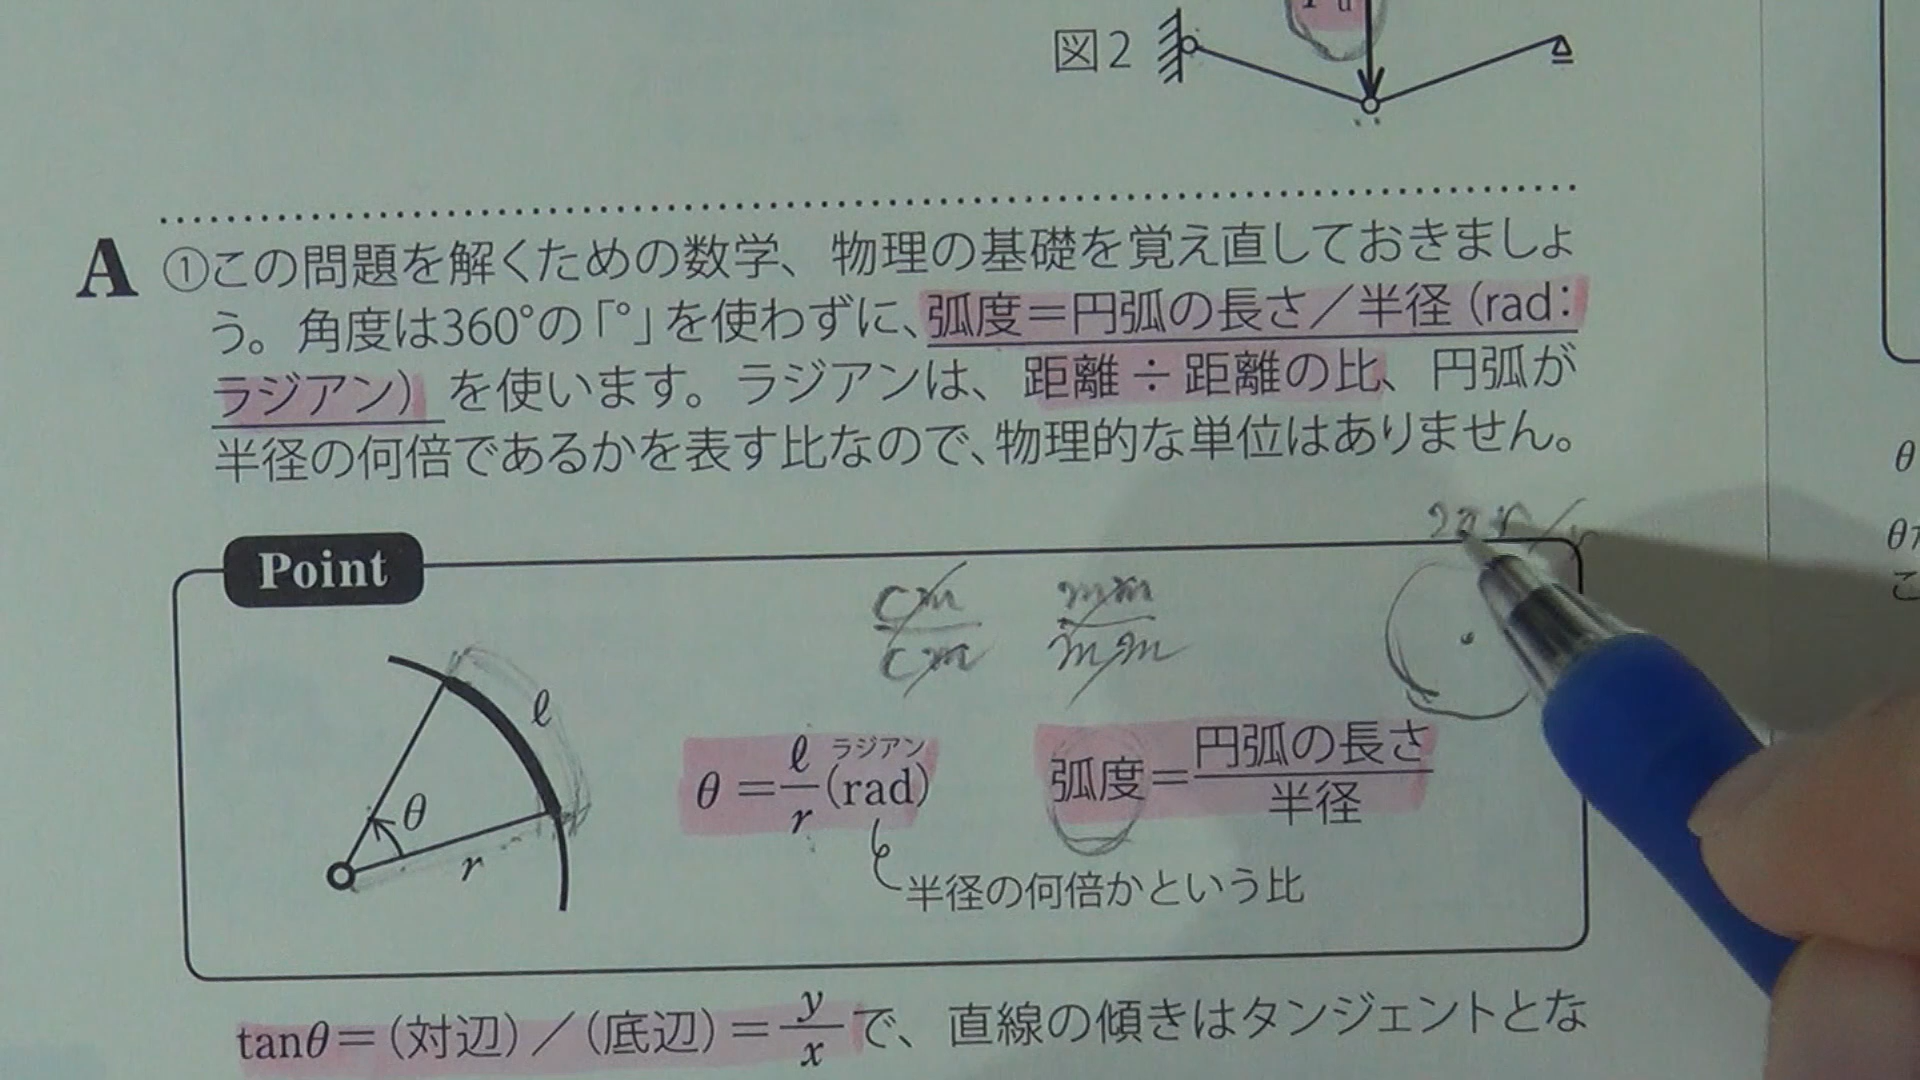 図2
A ①この問題を解くための数学、物理の基礎を覚え直しておきましょ
う。角度は360°の「°」を使わずに、弧度＝円弧の長さ／半径（rad：
ラジアン）を使います。ラジアンは、距離÷距離の比、円弧が
半径の何倍であるかを表す比なので、物理的な単位はありません。
2πr/r
Point
cm/cm mm/mm
ℓ
θ
r
θ＝ℓ/r(rad) ラジアン
弧度＝円弧の長さ/半径
半径の何倍かという比
tanθ＝（対辺）／（底辺）＝y/xで、直線の傾きはタンジェントとな
θ
θ
こ